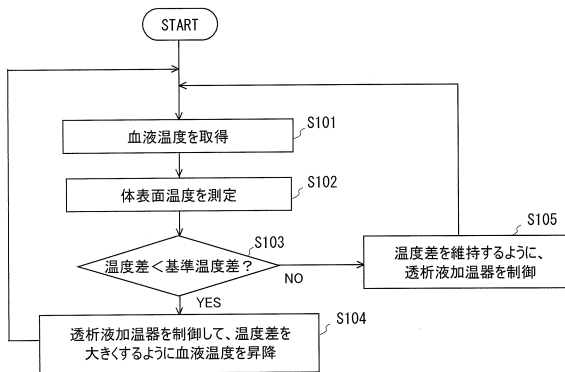 START
血液温度を取得
S101
体表面温度を測定
S102
温度差<基準温度差?
S103
NO
YES
温度差を維持するように、
透析液加温器を制御
S105
透析液加温器を制御して、温度差を
大きくするように血液温度を昇降
S104